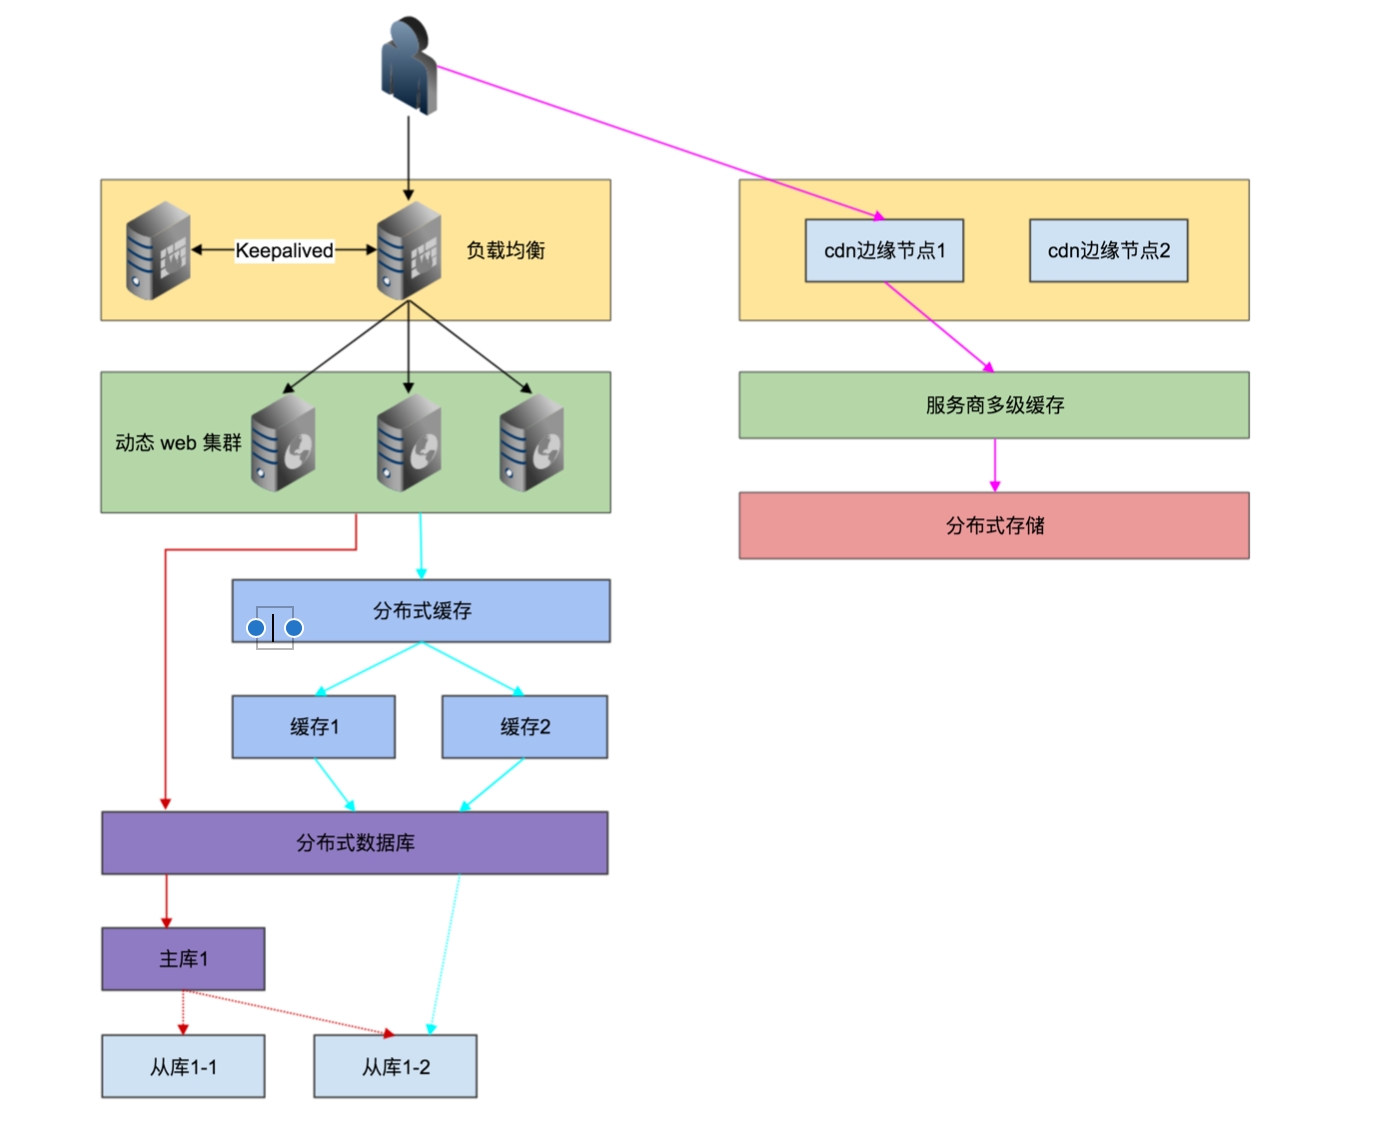 Keepalived
负载均衡
cdn边缘节点1
cdn边缘节点2
动态 web 集群
服务商多级缓存
分布式存储
分布式缓存
缓存1
缓存2
分布式数据库
主库1
从库1-1
从库1-2